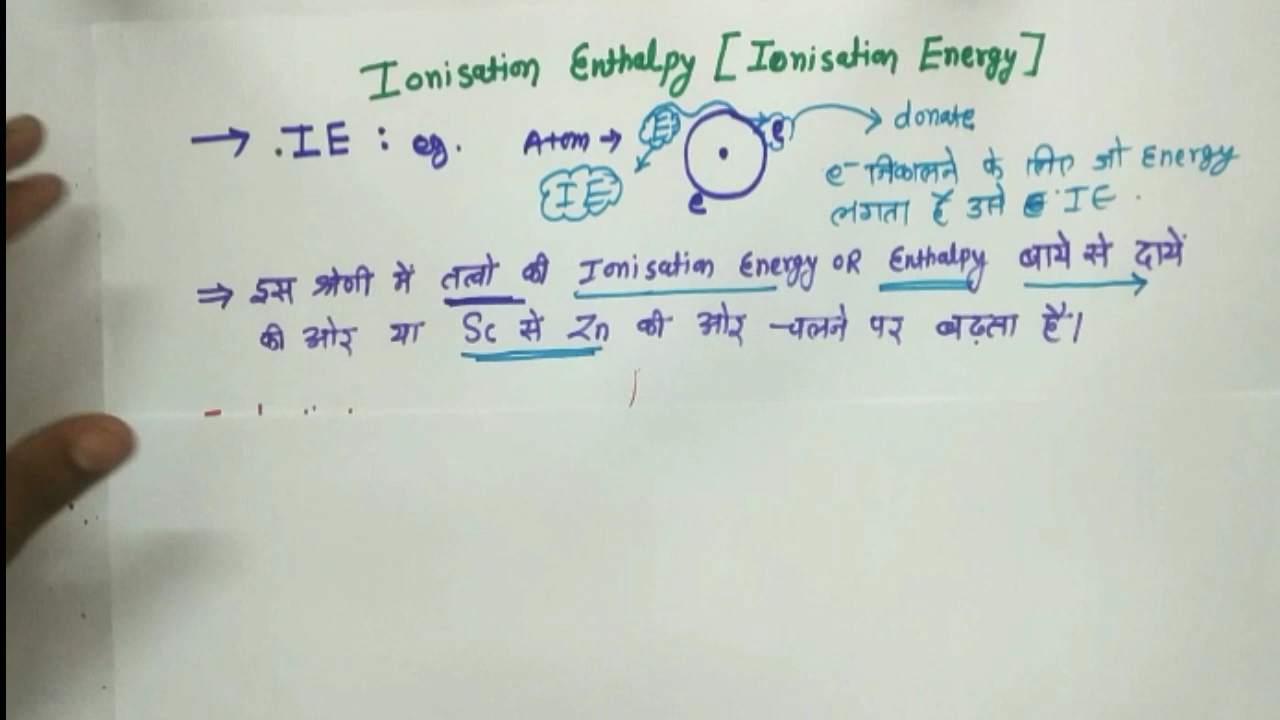 Ionisation Enthalpy [Ionisation Energy]
→ .IE : eg. Atom → E e → donate
IE e
e⁻ निकालने के लिए जो Energy
लगता है उसे IE .
⇒ इस श्रेणी में तत्वो की Ionisation Energy OR Enthalpy बाये से दायें
की ओर या Sc से Zn की ओर चलने पर बढ़ता है।